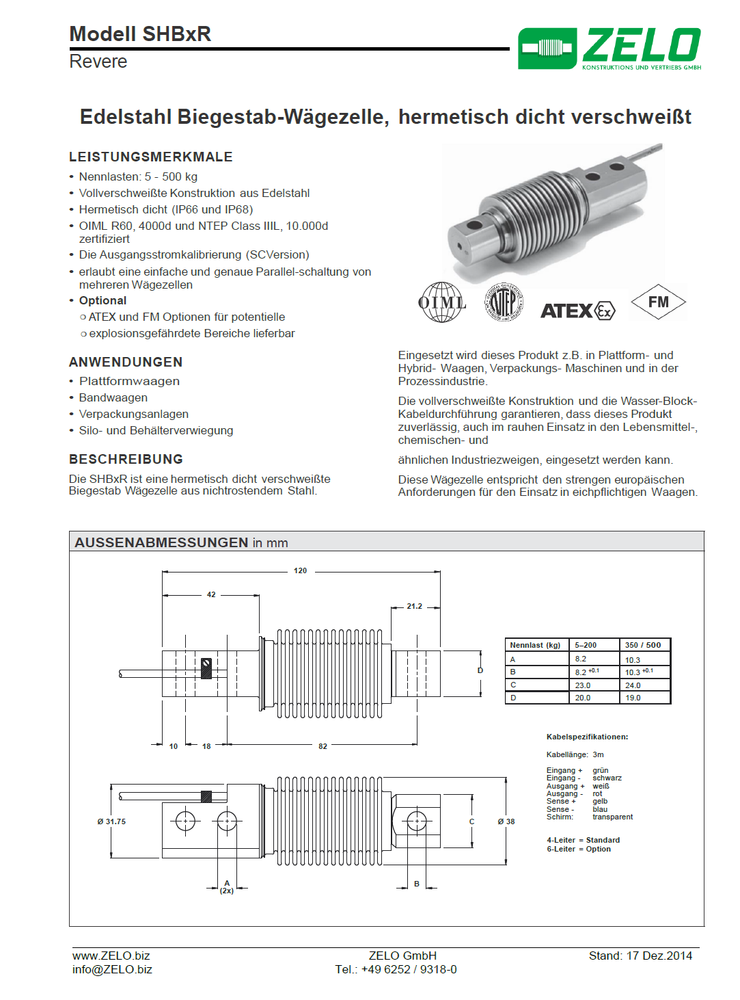 Modell SHBxR
Revere
ZELO
KONSTRUKTIONS UND VERTRIEBS GMBH
Edelstahl Biegestab-Wägezelle, hermetisch dicht verschweißt
LEISTUNGSMERKMALE
• Nennlasten: 5 - 500 kg
• Vollverschweißte Konstruktion aus Edelstahl
• Hermetisch dicht (IP66 und IP68)
• OIML R60, 4000d und NTEP Class IIIL, 10.000d
zertifiziert
• Die Ausgangsstromkalibrierung (SCVersion)
• erlaubt eine einfache und genaue Parallel-schaltung von
mehreren Wägezellen
• Optional
❍ ATEX und FM Optionen für potentielle
❍ explosionsgefährdete Bereiche lieferbar
ANWENDUNGEN
• Plattformwaagen
• Bandwaagen
• Verpackungsanlagen
• Silo- und Behälterverwiegung
BESCHREIBUNG
Die SHBxR ist eine hermetisch dicht verschweißte
Biegestab Wägezelle aus nichtrostendem Stahl.
OIML
NTEP
ATEX Ex
FM
Eingesetzt wird dieses Produkt z.B. in Plattform- und
Hybrid- Waagen, Verpackungs- Maschinen und in der
Prozessindustrie.
Die vollverschweißte Konstruktion und die Wasser-Block-
Kabeldurchführung garantieren, dass dieses Produkt
zuverlässig, auch im rauhen Einsatz in den Lebensmittel-,
chemischen- und
ähnlichen Industriezweigen, eingesetzt werden kann.
Diese Wägezelle entspricht den strengen europäischen
Anforderungen für den Einsatz in eichpflichtigen Waagen.
AUSSENABMESSUNGEN in mm
120
42
21.2
D
10 18 82
Nennlast (kg) 5–200 350 / 500
A 8.2 10.3
B 8.2 +0.1 10.3 +0.1
C 23.0 24.0
D 20.0 19.0
Kabelspezifikationen:
Kabellänge: 3m
Eingang + grün
Eingang - schwarz
Ausgang + weiß
Ausgang - rot
Sense + gelb
Sense - blau
Schirm: transparent
4-Leiter = Standard
6-Leiter = Option
Ø 31.75
C
Ø 38
A
(2x)
B
www.ZELO.biz ZELO GmbH Stand: 17 Dez.2014
info@ZELO.biz Tel.: +49 6252 / 9318-0